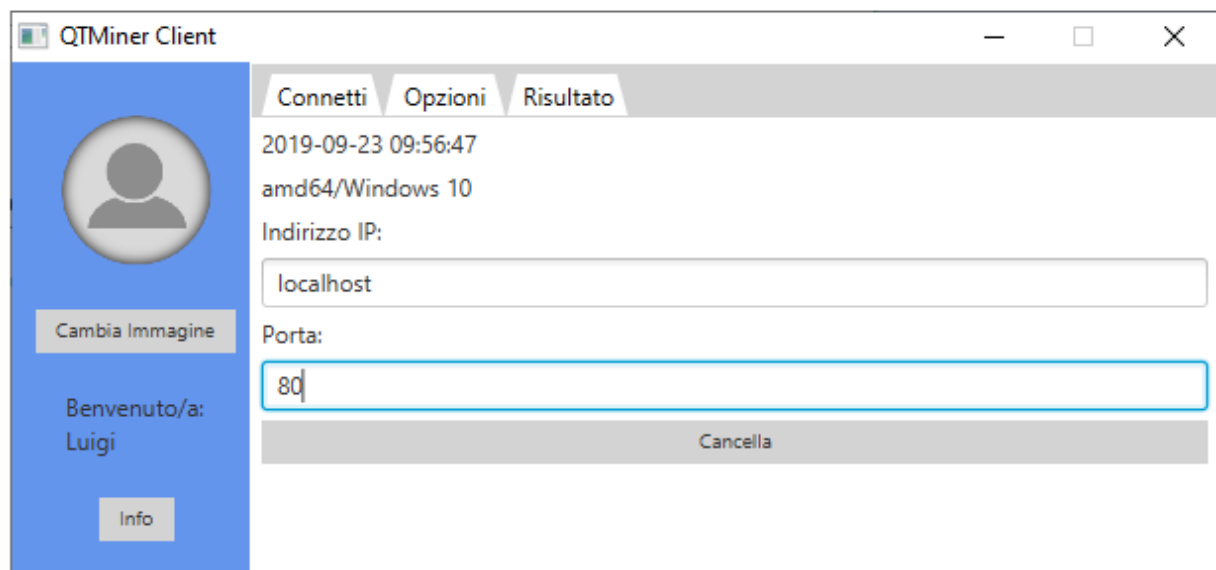 QTMiner Client
Connetti Opzioni Risultato
2019-09-23 09:56:47
amd64/Windows 10
Indirizzo IP:
localhost
Porta:
80
Cancella
Cambia Immagine
Benvenuto/a:
Luigi
Info